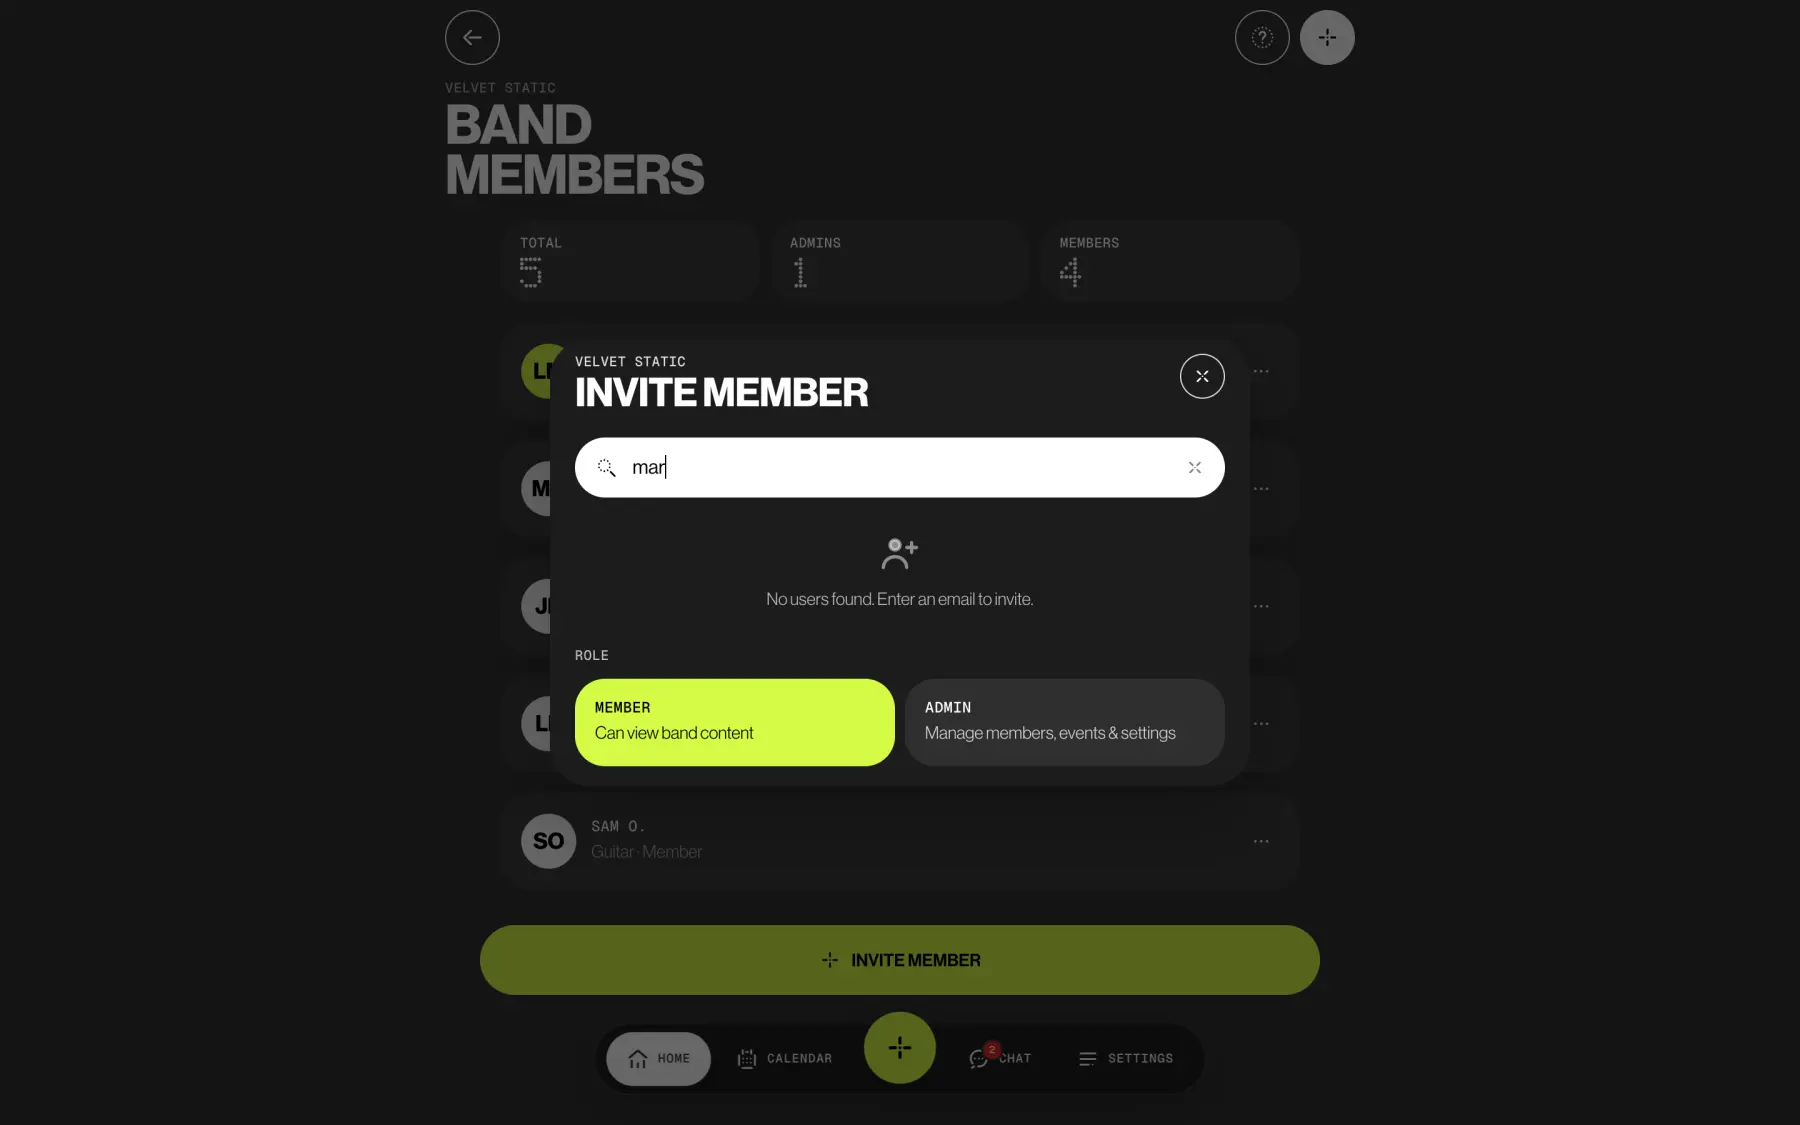 VELVET STATIC
BAND
MEMBERS
TOTAL
5
ADMINS
1
MEMBERS
4
VELVET STATIC
INVITE MEMBER
mar
No users found. Enter an email to invite.
ROLE
MEMBER
Can view band content
ADMIN
Manage members, events & settings
SO
SAM O.
Guitar · Member
INVITE MEMBER
HOME
CALENDAR
2
CHAT
SETTINGS